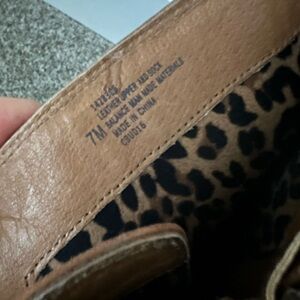 LEATHER UPPER AND SOCK
BALANCE MAN MADE MATERIALS
7M MADE IN CHINA